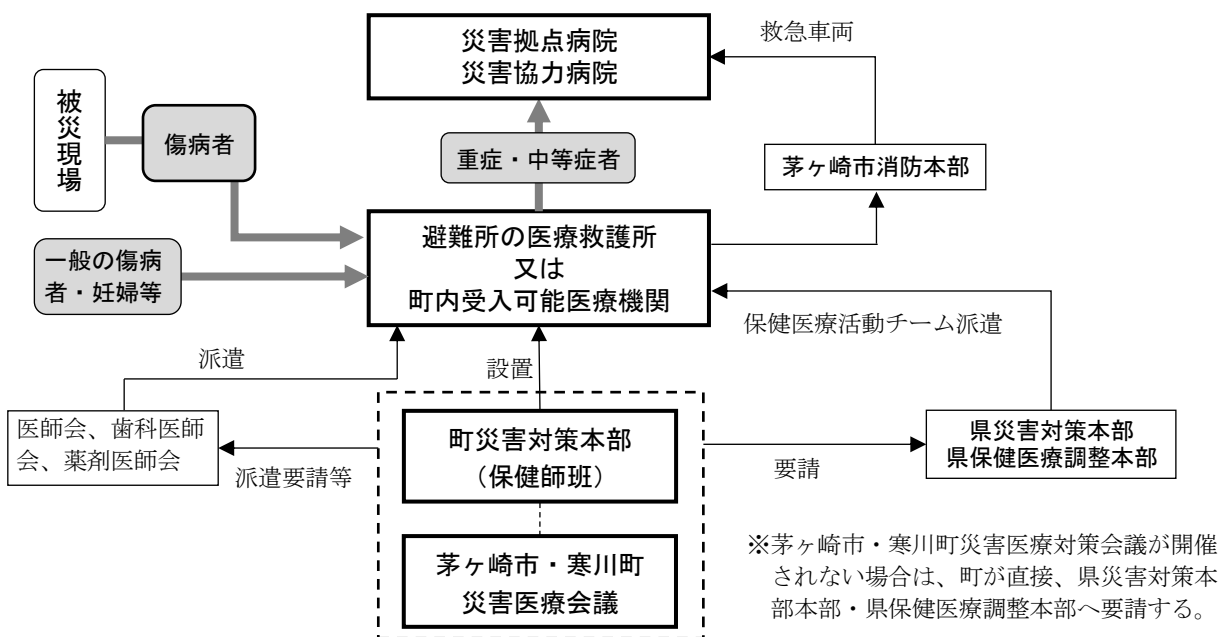 災害拠点病院
災害協力病院
救急車両
被災現場
傷病者
重症・中等症者
茅ヶ崎市消防本部
避難所の医療救護所
又は
町内受入可能医療機関
一般の傷病
者・妊婦等
保健医療活動チーム派遣
派遣
設置
医師会、歯科医師
会、薬剤医師会
派遣要請等
町災害対策本部
（保健師班）
要請
県災害対策本部
県保健医療調整本部
茅ヶ崎市・寒川町
災害医療会議
※茅ヶ崎市・寒川町災害医療対策会議が開催
されない場合は、町が直接、県災害対策本
部本部・県保健医療調整本部へ要請する。